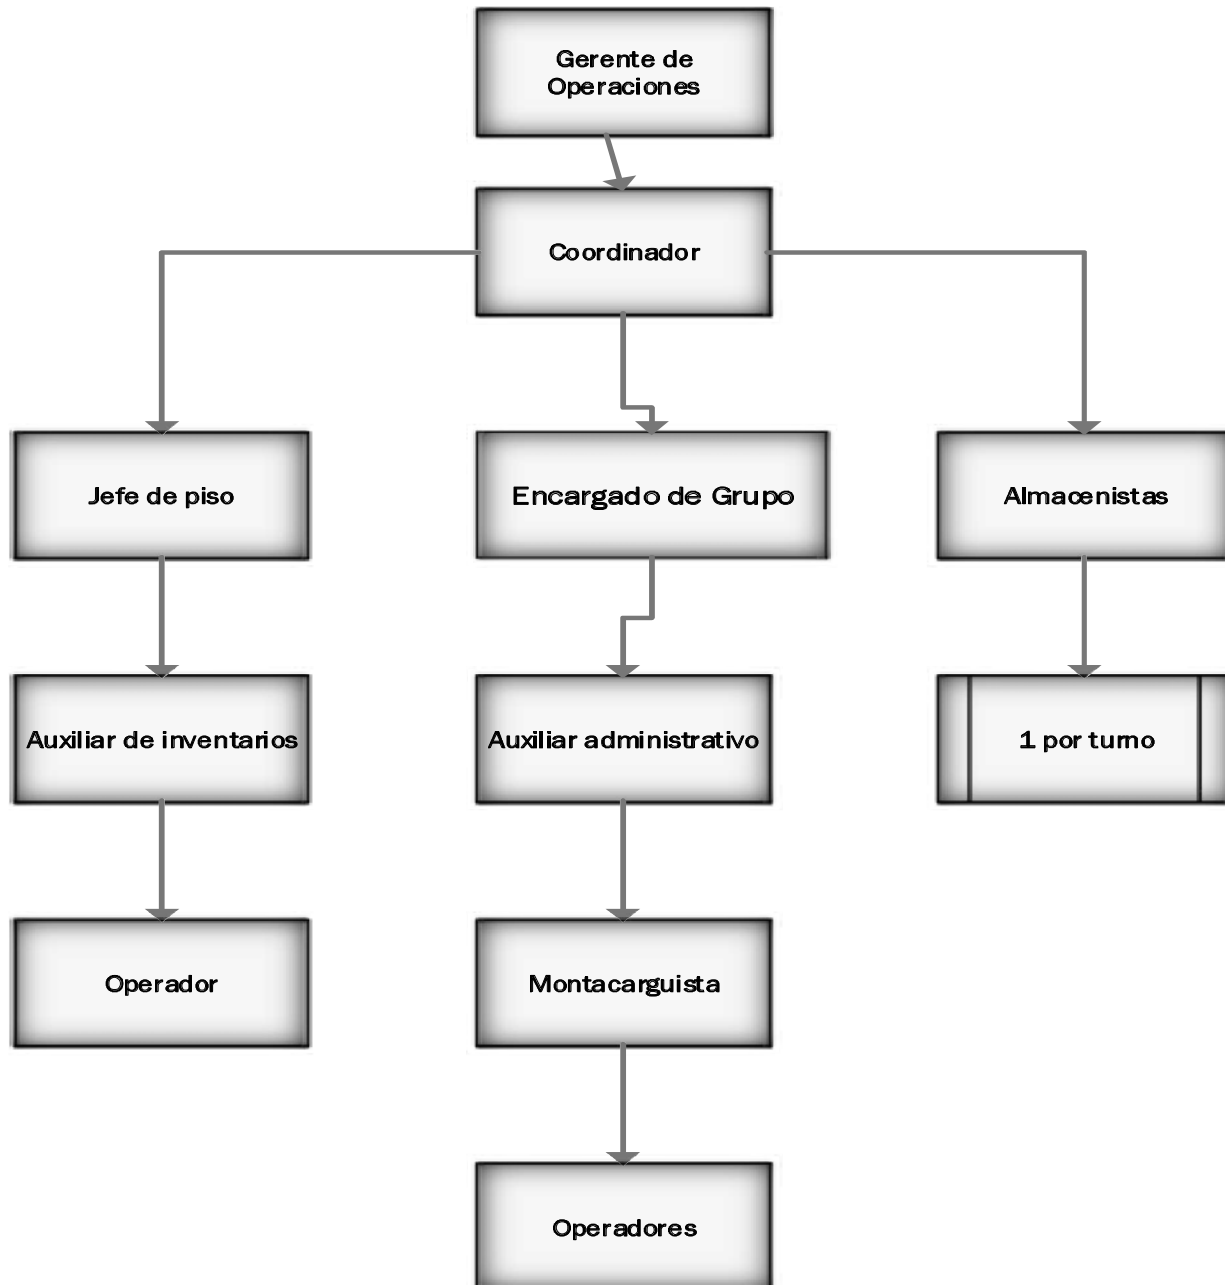 Gerente de
Operaciones
Coordinador
Jefe de piso
Encargado de Grupo
Almacenistas
Auxiliar de inventarios
Auxiliar administrativo
1 por turno
Operador
Montacarguista
Operadores